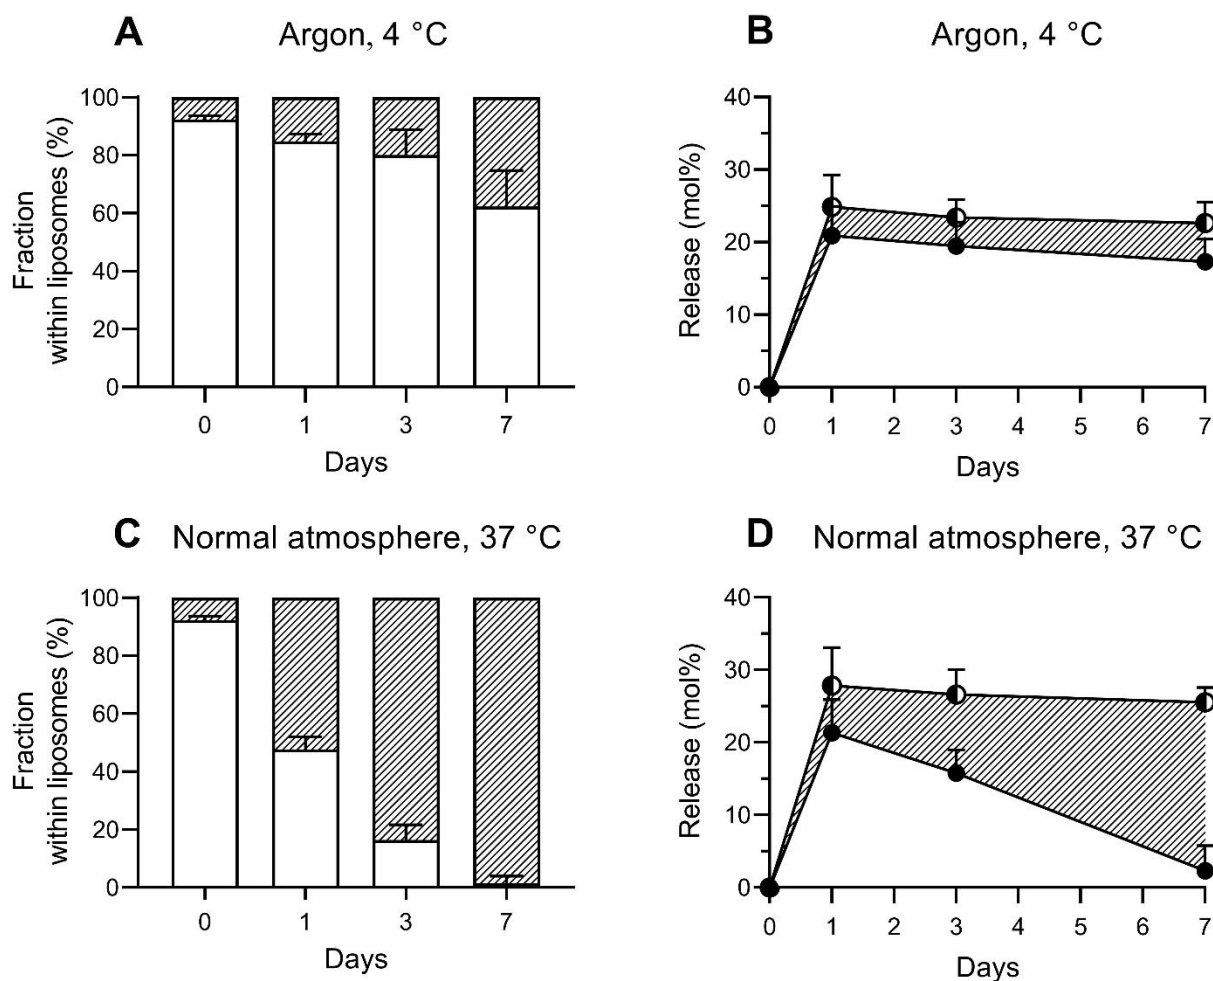 A Argon, 4 °C
Fraction
within liposomes (%)
100
80
60
40
20
0
0 1 3 7
Days
B Argon, 4 °C
Release (mol%)
40
30
20
10
0
0 1 2 3 4 5 6 7
Days
C Normal atmosphere, 37 °C
Fraction
within liposomes (%)
100
80
60
40
20
0
0 1 3 7
Days
D Normal atmosphere, 37 °C
Release (mol%)
40
30
20
10
0
0 1 2 3 4 5 6 7
Days